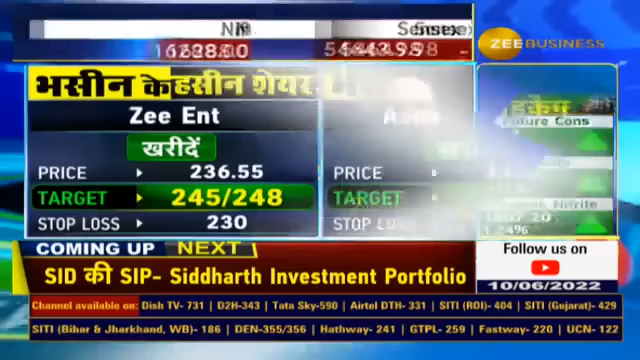 ZEE BUSINESS
भसीन के हसीन शेयर
Zee Ent
खरीदें
PRICE 236.55
TARGET 245/248
STOP LOSS 230
PRICE
TARGET
STOP
Future Cons
Nitrite
COMING UP NEXT
SID की SIP- Siddharth Investment Portfolio
Follow us on
10/06/2022
Channel available on: Dish TV- 731 | D2H-343 | Tata Sky-590 | Airtel DTH- 331 | SITI (ROI)- 404 | SITI (Gujarat)- 429
SITI (Bihar & Jharkhand, WB)- 186 | DEN-355/356 | Hathway- 241 | GTPL- 259 | Fastway- 220 | UCN- 122